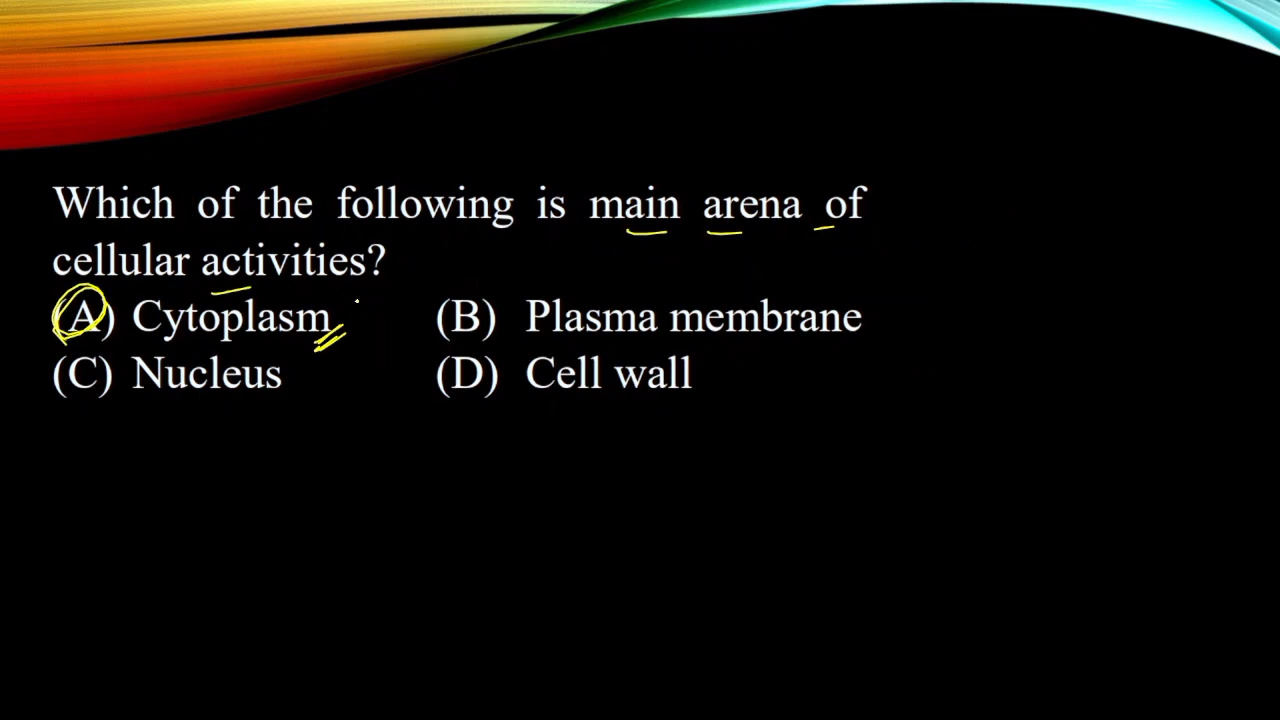 Which of the following is main arena of
cellular activities?
(A) Cytoplasm (B) Plasma membrane
(C) Nucleus (D) Cell wall